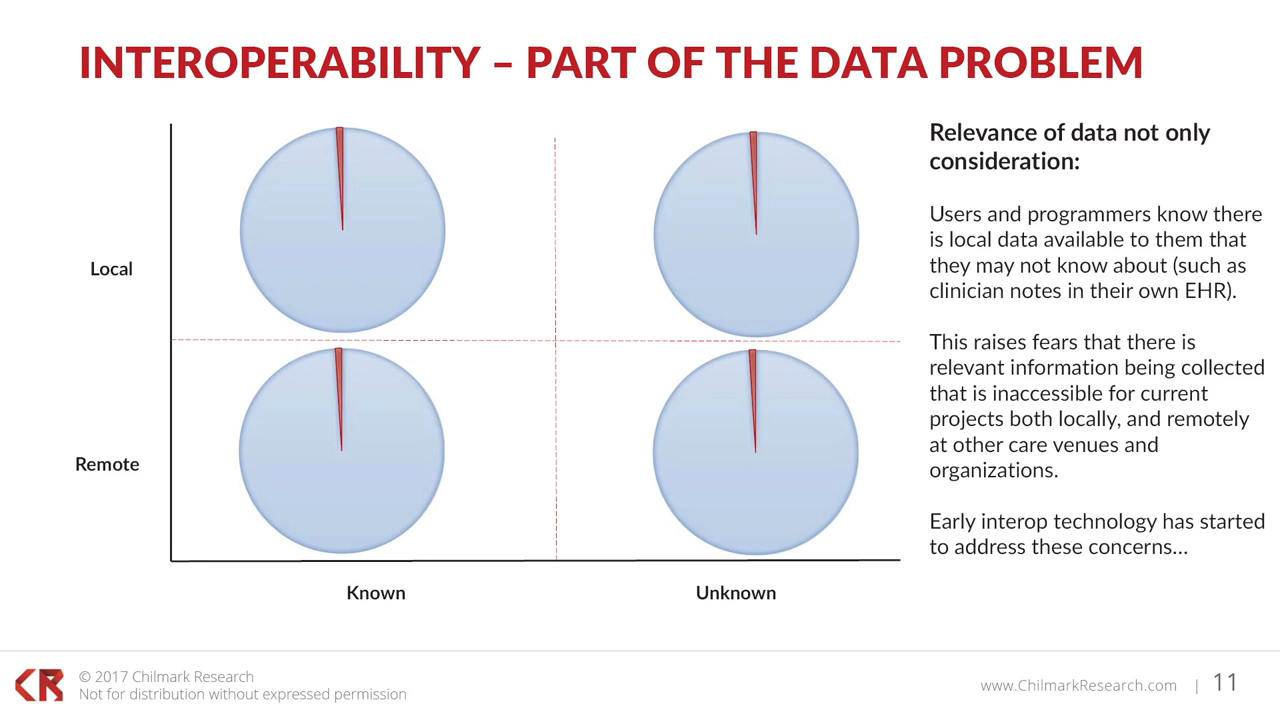 INTEROPERABILITY – PART OF THE DATA PROBLEM
Local
Remote
Known
Unknown
Relevance of data not only
consideration:
Users and programmers know there
is local data available to them that
they may not know about (such as
clinician notes in their own EHR).
This raises fears that there is
relevant information being collected
that is inaccessible for current
projects both locally, and remotely
at other care venues and
organizations.
Early interop technology has started
to address these concerns...
CR
© 2017 Chilmark Research
Not for distribution without expressed permission
www.ChilmarkResearch.com | 11